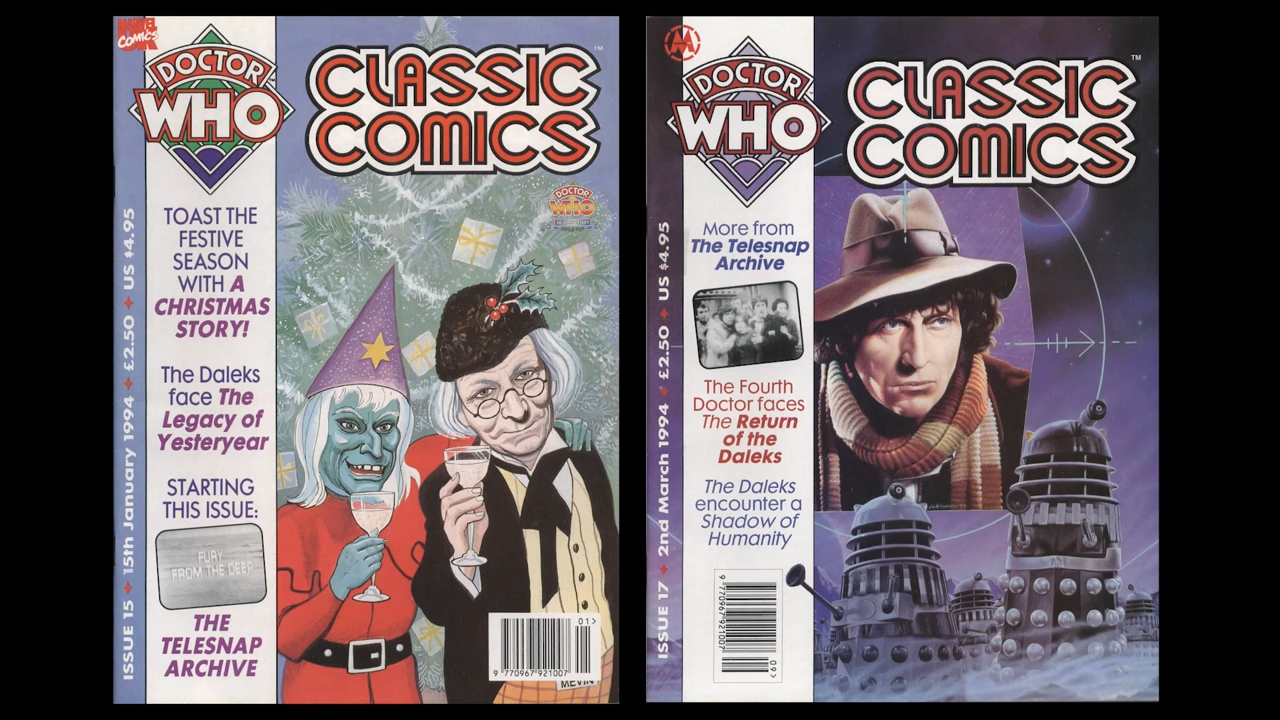 MARVEL
COMICS
DOCTOR
WHO
CLASSIC
COMICS
TM
TOAST THE
FESTIVE
SEASON
WITH A
CHRISTMAS
STORY!
The Daleks
face The
Legacy of
Yesteryear
STARTING
THIS ISSUE:
FURY
FROM THE DEEP
THE
TELESNAP
ARCHIVE
ISSUE 15 ♦ 15th January 1994 ♦ £2.50 ♦ US $4.95
DOCTOR
WHO
01>
9 770967 921007
M
DOCTOR
WHO
CLASSIC
COMICS
TM
More from
The Telesnap
Archive
The Fourth
Doctor faces
The Return
of the
Daleks
The Daleks
encounter a
Shadow of
Humanity
ISSUE 17 ♦ 2nd March 1994 ♦ £2.50 ♦ US $4.95
9 770967 921007
09>